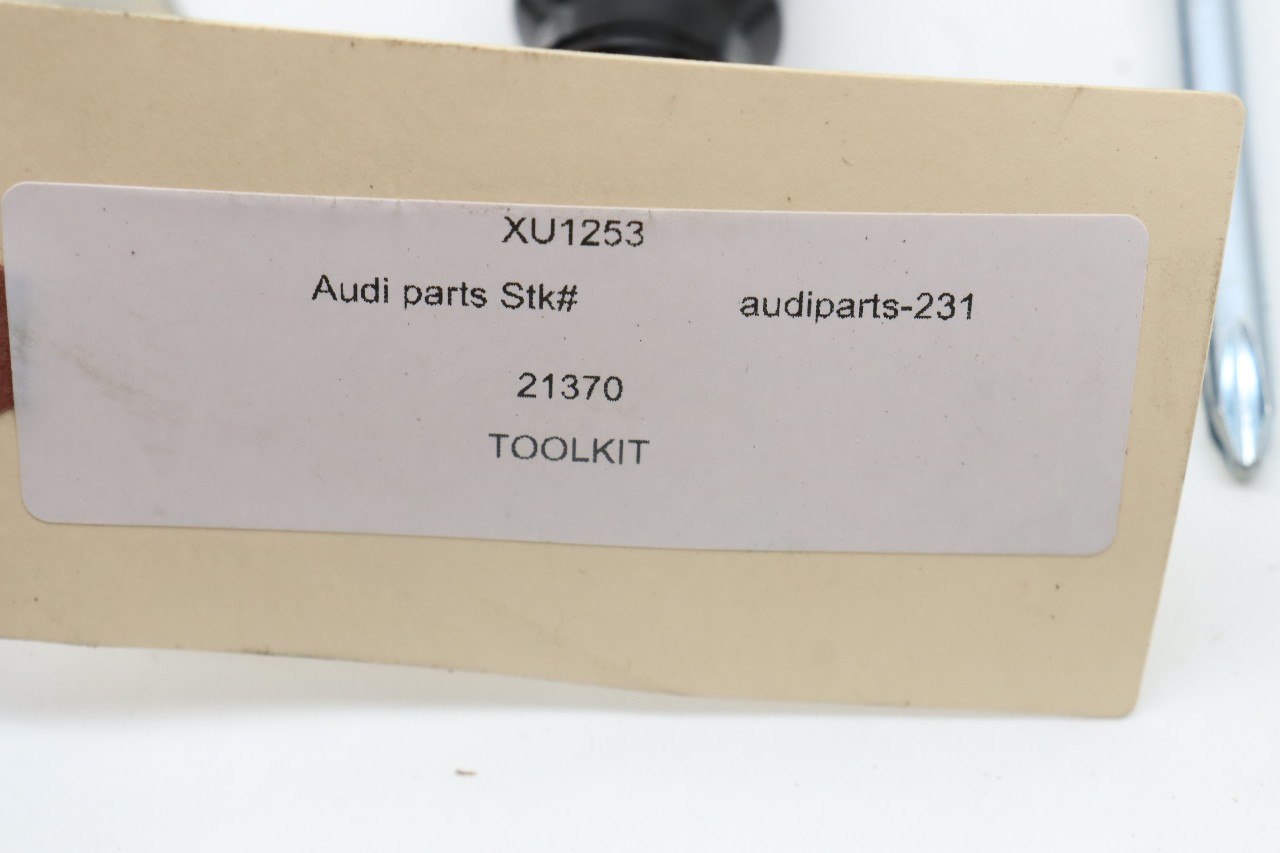 XU1253
Audi parts Stk# audiparts-231
21370
TOOLKIT